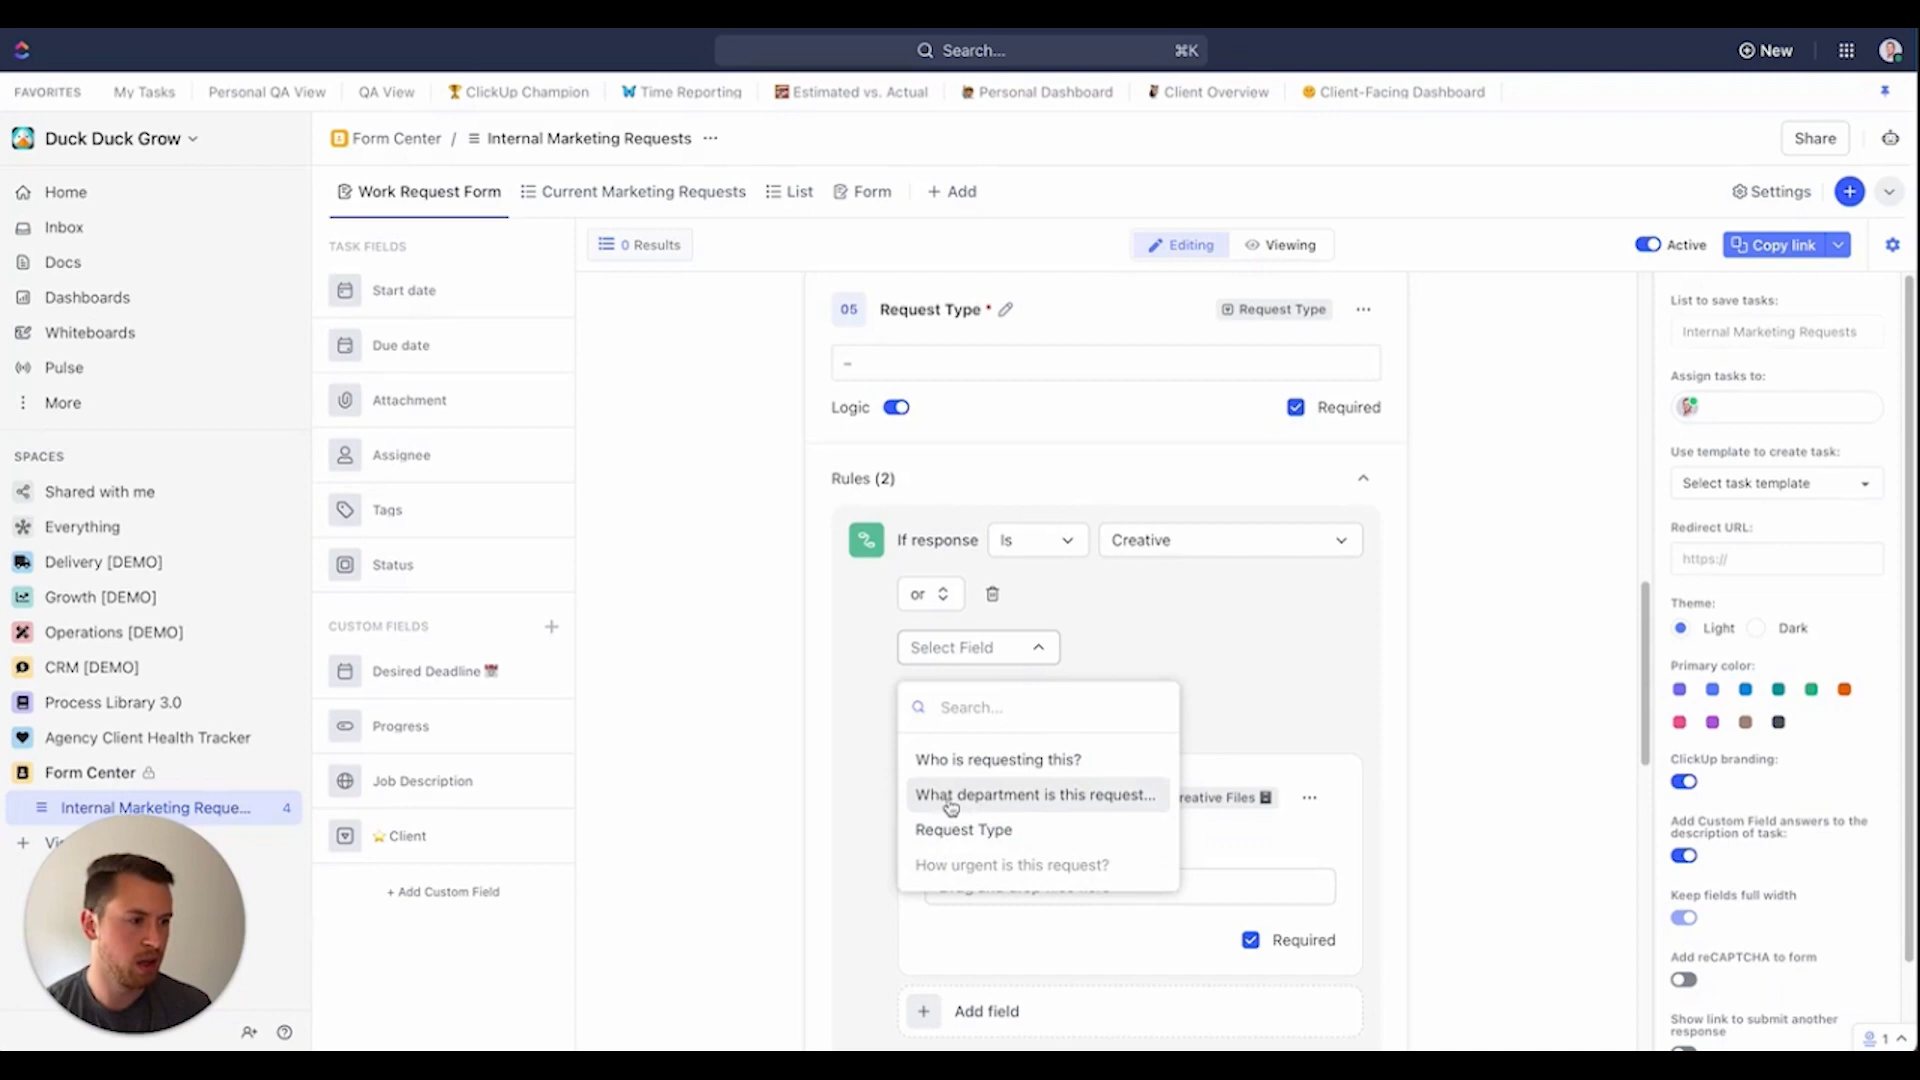 Search...
⌘K
New
FAVORITES
My Tasks
Personal QA View
QA View
ClickUp Champion
Time Reporting
Estimated vs. Actual
Personal Dashboard
Client Overview
Client-Facing Dashboard
Duck Duck Grow
Form Center / Internal Marketing Requests
Share
Home
Inbox
Docs
Dashboards
Whiteboards
Pulse
More
SPACES
Shared with me
Everything
Delivery [DEMO]
Growth [DEMO]
Operations [DEMO]
CRM [DEMO]
Process Library 3.0
Agency Client Health Tracker
Form Center
Internal Marketing Reque... 4
Work Request Form
Current Marketing Requests
List
Form
+ Add
Settings
TASK FIELDS
Start date
Due date
Attachment
Assignee
Tags
Status
CUSTOM FIELDS
Desired Deadline
Progress
Job Description
Client
+ Add Custom Field
0 Results
Editing
Viewing
Active
Copy link
05 Request Type *
Request Type
–
Logic
Required
Rules (2)
If response
Is
Creative
or
Select Field
Search...
Who is requesting this?
What department is this request...
Request Type
How urgent is this request?
reative Files
Required
+ Add field
List to save tasks:
Internal Marketing Requests
Assign tasks to:
Use template to create task:
Select task template
Redirect URL:
https://
Theme:
Light
Dark
Primary color:
ClickUp branding:
Add Custom Field answers to the
description of task:
Keep fields full width
Add reCAPTCHA to form
Show link to submit another
response
1